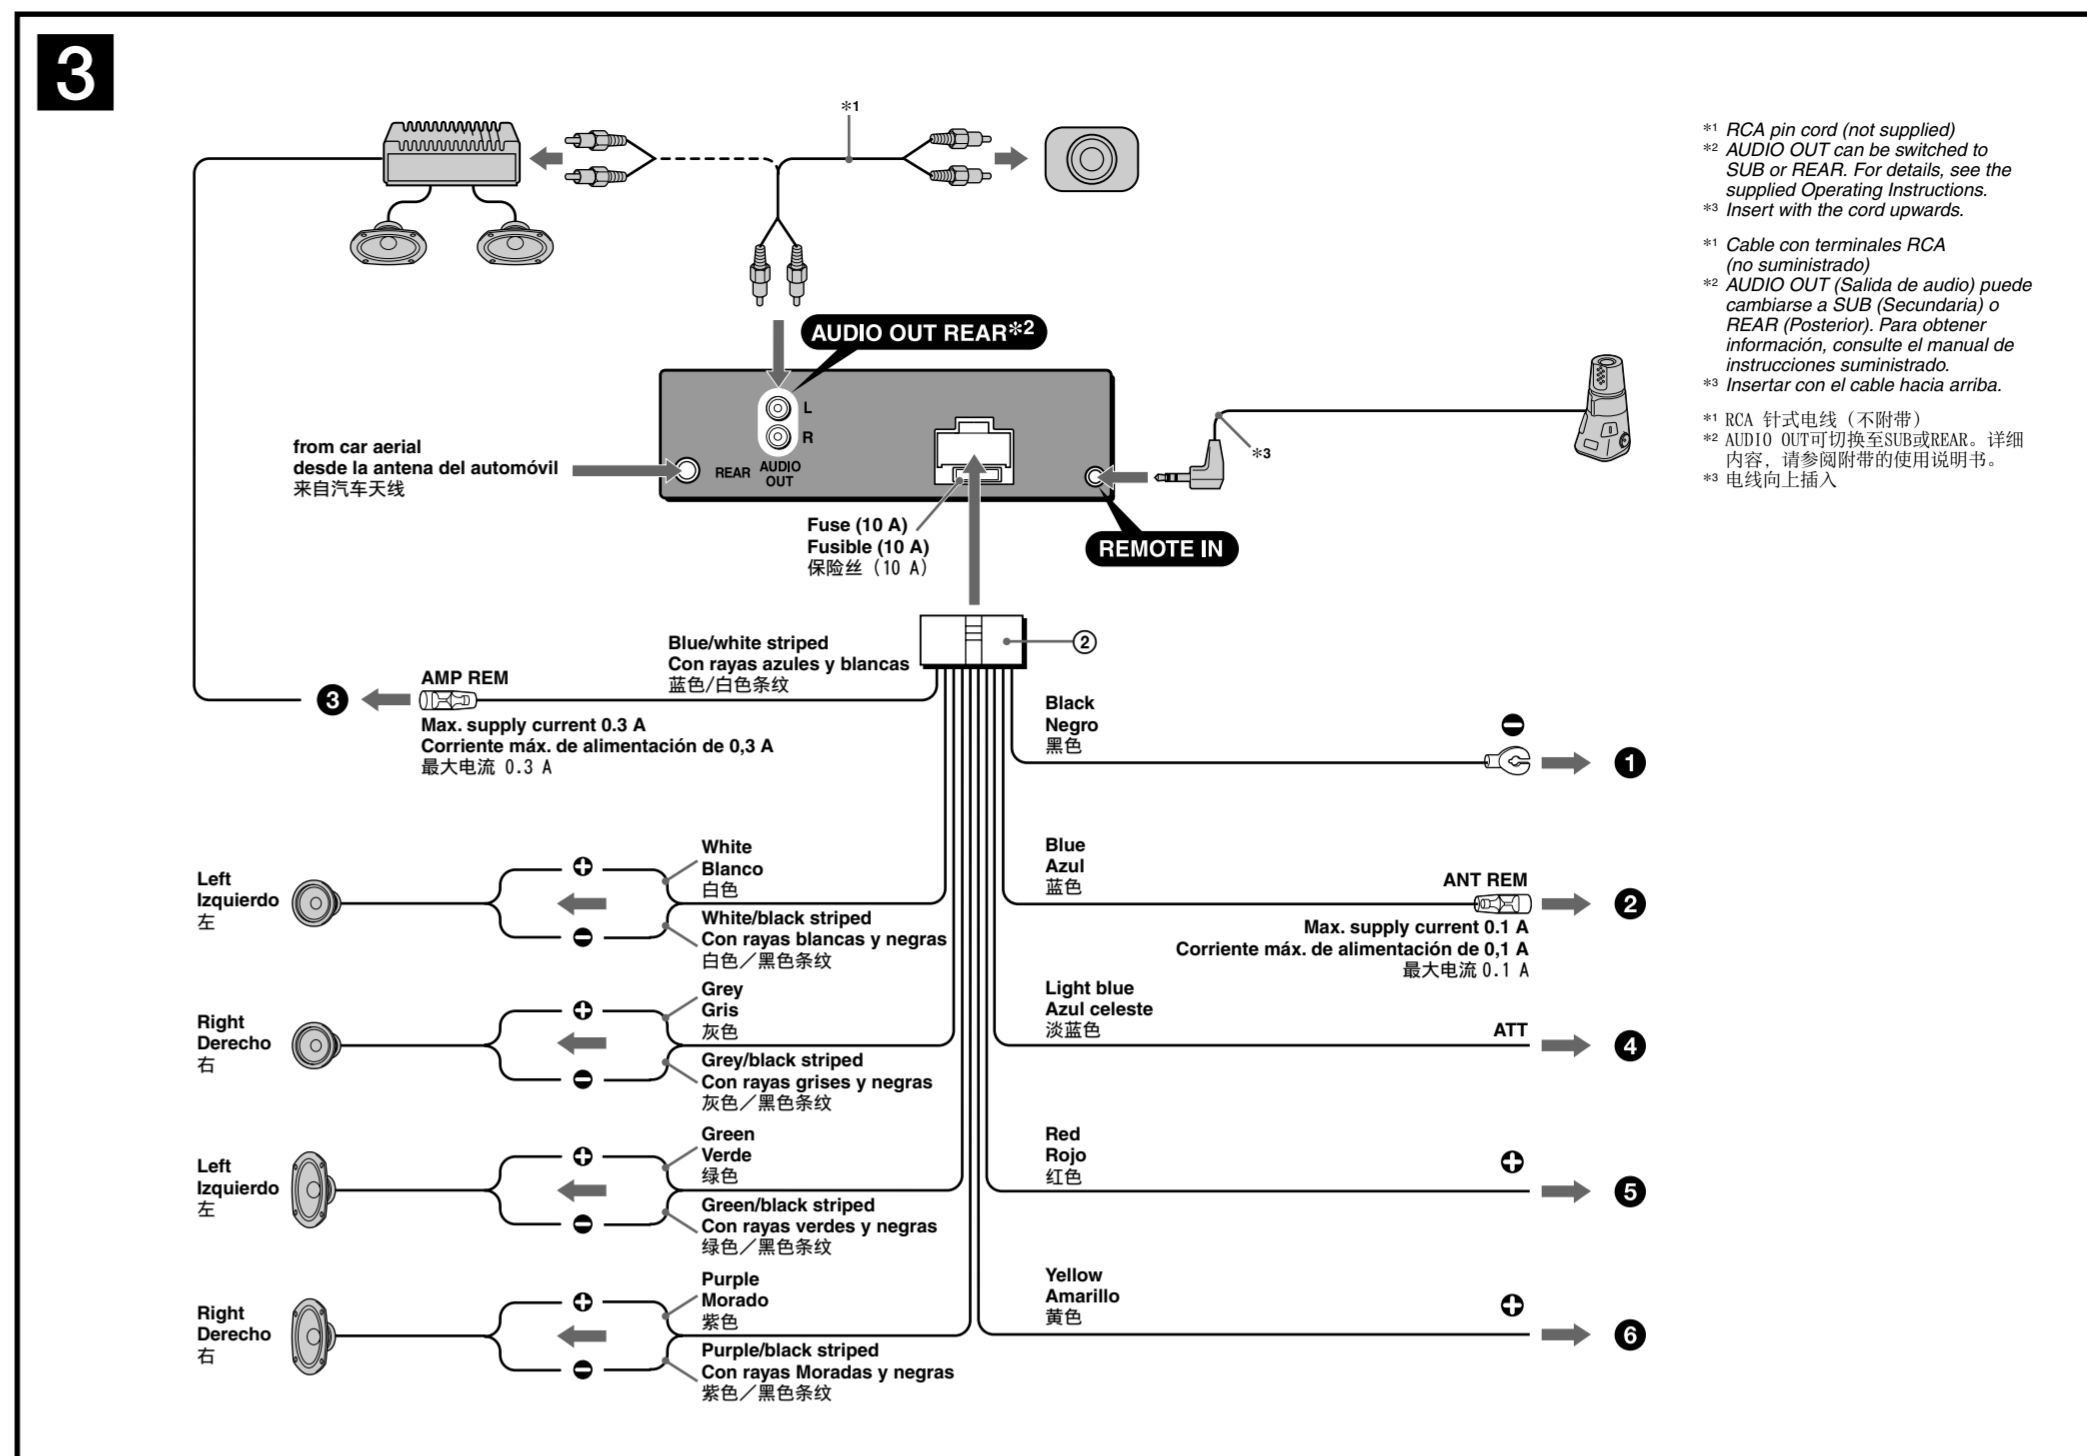 3
*1
*1 RCA pin cord (not supplied)
*2 AUDIO OUT can be switched to
SUB or REAR. For details, see the
supplied Operating Instructions.
*3 Insert with the cord upwards.
*1 Cable con terminales RCA
(no suministrado)
*2 AUDIO OUT (Salida de audio) puede
cambiarse a SUB (Secundaria) o
REAR (Posterior). Para obtener
información, consulte el manual de
instrucciones suministrado.
*3 Insertar con el cable hacia arriba.
*1 RCA 针式电线（不附带）
*2 AUDIO OUT可切换至SUB或REAR。详细
内容，请参阅附带的使用说明书。
*3 电线向上插入
AUDIO OUT REAR*2
L
R
REAR
AUDIO
OUT
from car aerial
desde la antena del automóvil
来自汽车天线
*3
Fuse (10 A)
Fusible (10 A)
保险丝（10 A）
REMOTE IN
②
Blue/white striped
Con rayas azules y blancas
蓝色/白色条纹
AMP REM
❸
Max. supply current 0.3 A
Corriente máx. de alimentación de 0,3 A
最大电流 0.3 A
Black
Negro
黑色
⊖
❶
Left
Izquierdo
左
⊕
⊖
White
Blanco
白色
White/black striped
Con rayas blancas y negras
白色／黑色条纹
Blue
Azul
蓝色
ANT REM
❷
Max. supply current 0.1 A
Corriente máx. de alimentación de 0,1 A
最大电流 0.1 A
Right
Derecho
右
⊕
⊖
Grey
Gris
灰色
Grey/black striped
Con rayas grises y negras
灰色／黑色条纹
Light blue
Azul celeste
淡蓝色
ATT
❹
Left
Izquierdo
左
⊕
⊖
Green
Verde
绿色
Green/black striped
Con rayas verdes y negras
绿色／黑色条纹
Red
Rojo
红色
⊕
❺
Right
Derecho
右
⊕
⊖
Purple
Morado
紫色
Purple/black striped
Con rayas Moradas y negras
紫色／黑色条纹
Yellow
Amarillo
黄色
⊕
❻